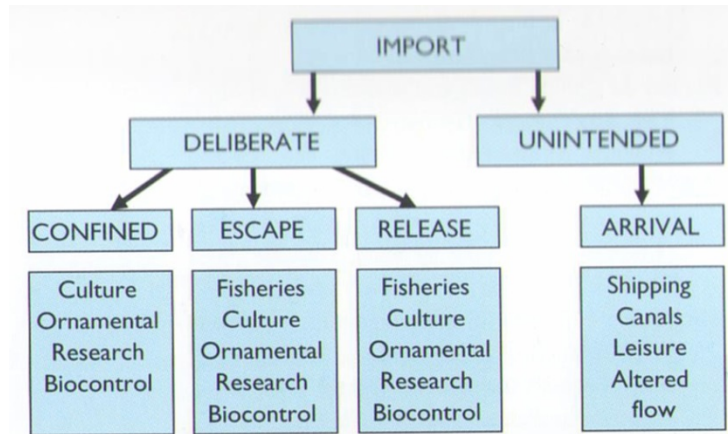 IMPORT
DELIBERATE
UNINTENDED
CONFINED
ESCAPE
RELEASE
ARRIVAL
Culture
Ornamental
Research
Biocontrol
Fisheries
Culture
Ornamental
Research
Biocontrol
Fisheries
Culture
Ornamental
Research
Biocontrol
Shipping
Canals
Leisure
Altered
flow